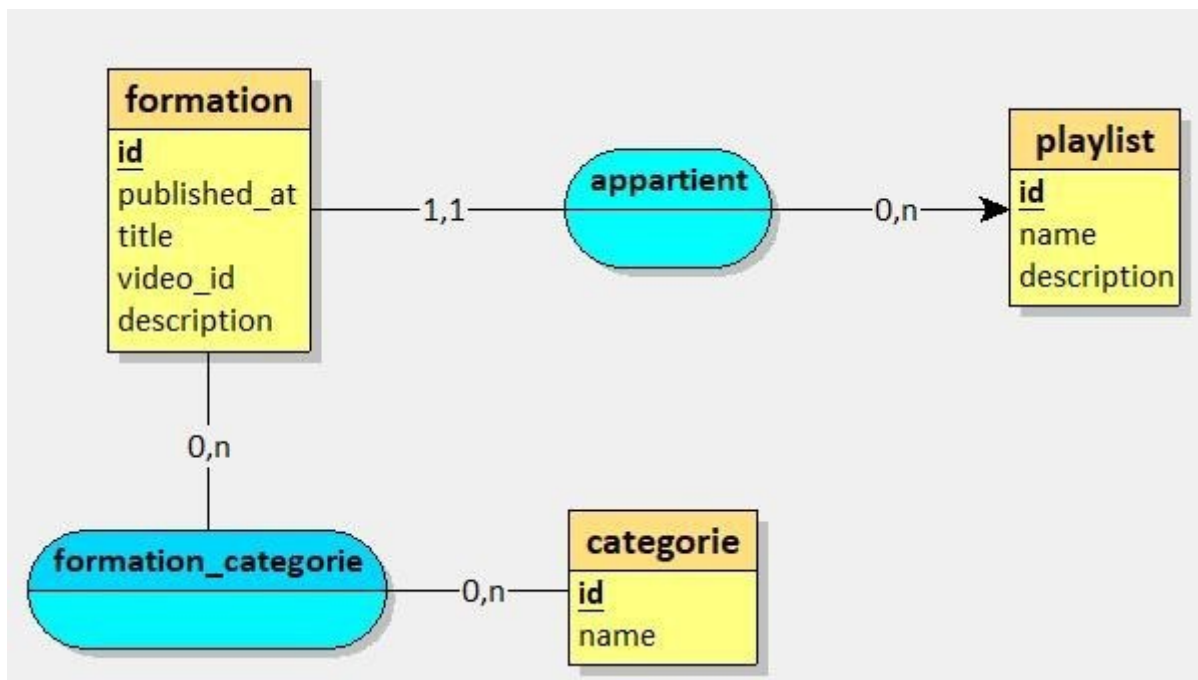 formation
id
published_at
title
video_id
description
1,1
appartient
0,n
playlist
id
name
description
0,n
formation_categorie
0,n
categorie
id
name